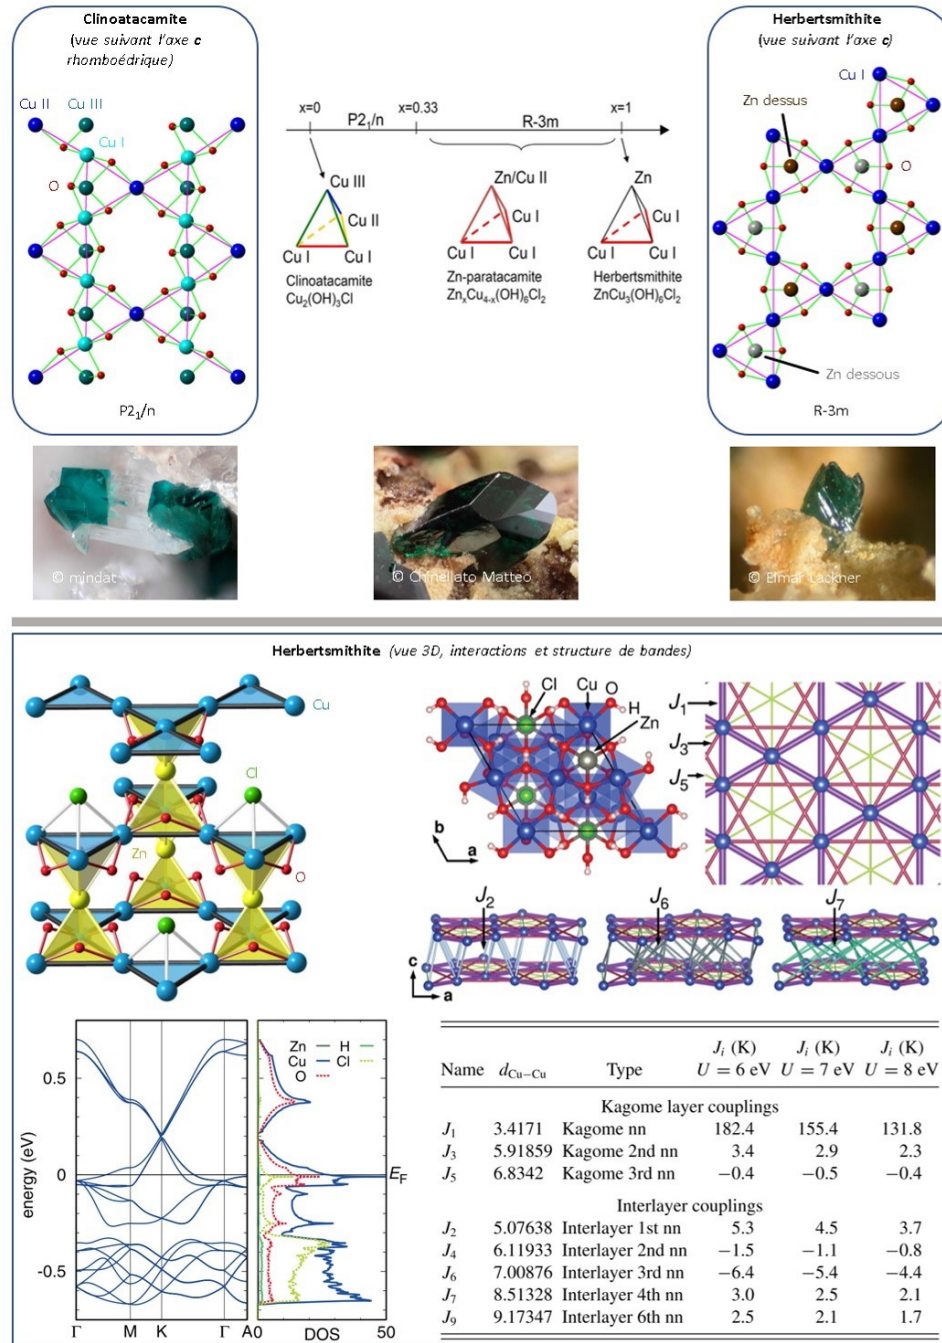 Clinoatacamite
(vue suivant l'axe c
rhomboédrique)
Cu II Cu III
Cu I
O
P2₁/n
x=0 x=0.33 x=1
P2₁/n R-3m
Cu III
Cu II
Cu I Cu I
Clinoatacamite
Cu₂(OH)₃Cl
Zn/Cu II
Cu I
Cu I Cu I
Zn-paratacamite
ZnₓCu₄₋ₓ(OH)₆Cl₂
Zn
Cu I
Cu I Cu I
Herbertsmithite
ZnCu₃(OH)₆Cl₂
Herbertsmithite
(vue suivant l'axe c)
Cu I
Zn dessus
O
Zn dessous
R-3m
© mindat
© Chinellato Matteo
© Elmar Lackner
Herbertsmithite (vue 3D, interactions et structure de bandes)
Cu
Cl
Zn
O
Cl Cu O
H
Zn
b
a
J₁
J₃
J₅
J₂ J₆ J₇
c
a
energy (eV)
0.5
0
-0.5
Γ M K Γ A
Zn H
Cu Cl
O
E_F
0 DOS 50
Jᵢ (K) Jᵢ (K) Jᵢ (K)
Name d_Cu−Cu Type U = 6 eV U = 7 eV U = 8 eV
Kagome layer couplings
J₁ 3.4171 Kagome nn 182.4 155.4 131.8
J₃ 5.91859 Kagome 2nd nn 3.4 2.9 2.3
J₅ 6.8342 Kagome 3rd nn −0.4 −0.5 −0.4
Interlayer couplings
J₂ 5.07638 Interlayer 1st nn 5.3 4.5 3.7
J₄ 6.11933 Interlayer 2nd nn −1.5 −1.1 −0.8
J₆ 7.00876 Interlayer 3rd nn −6.4 −5.4 −4.4
J₇ 8.51328 Interlayer 4th nn 3.0 2.5 2.1
J₉ 9.17347 Interlayer 6th nn 2.5 2.1 1.7